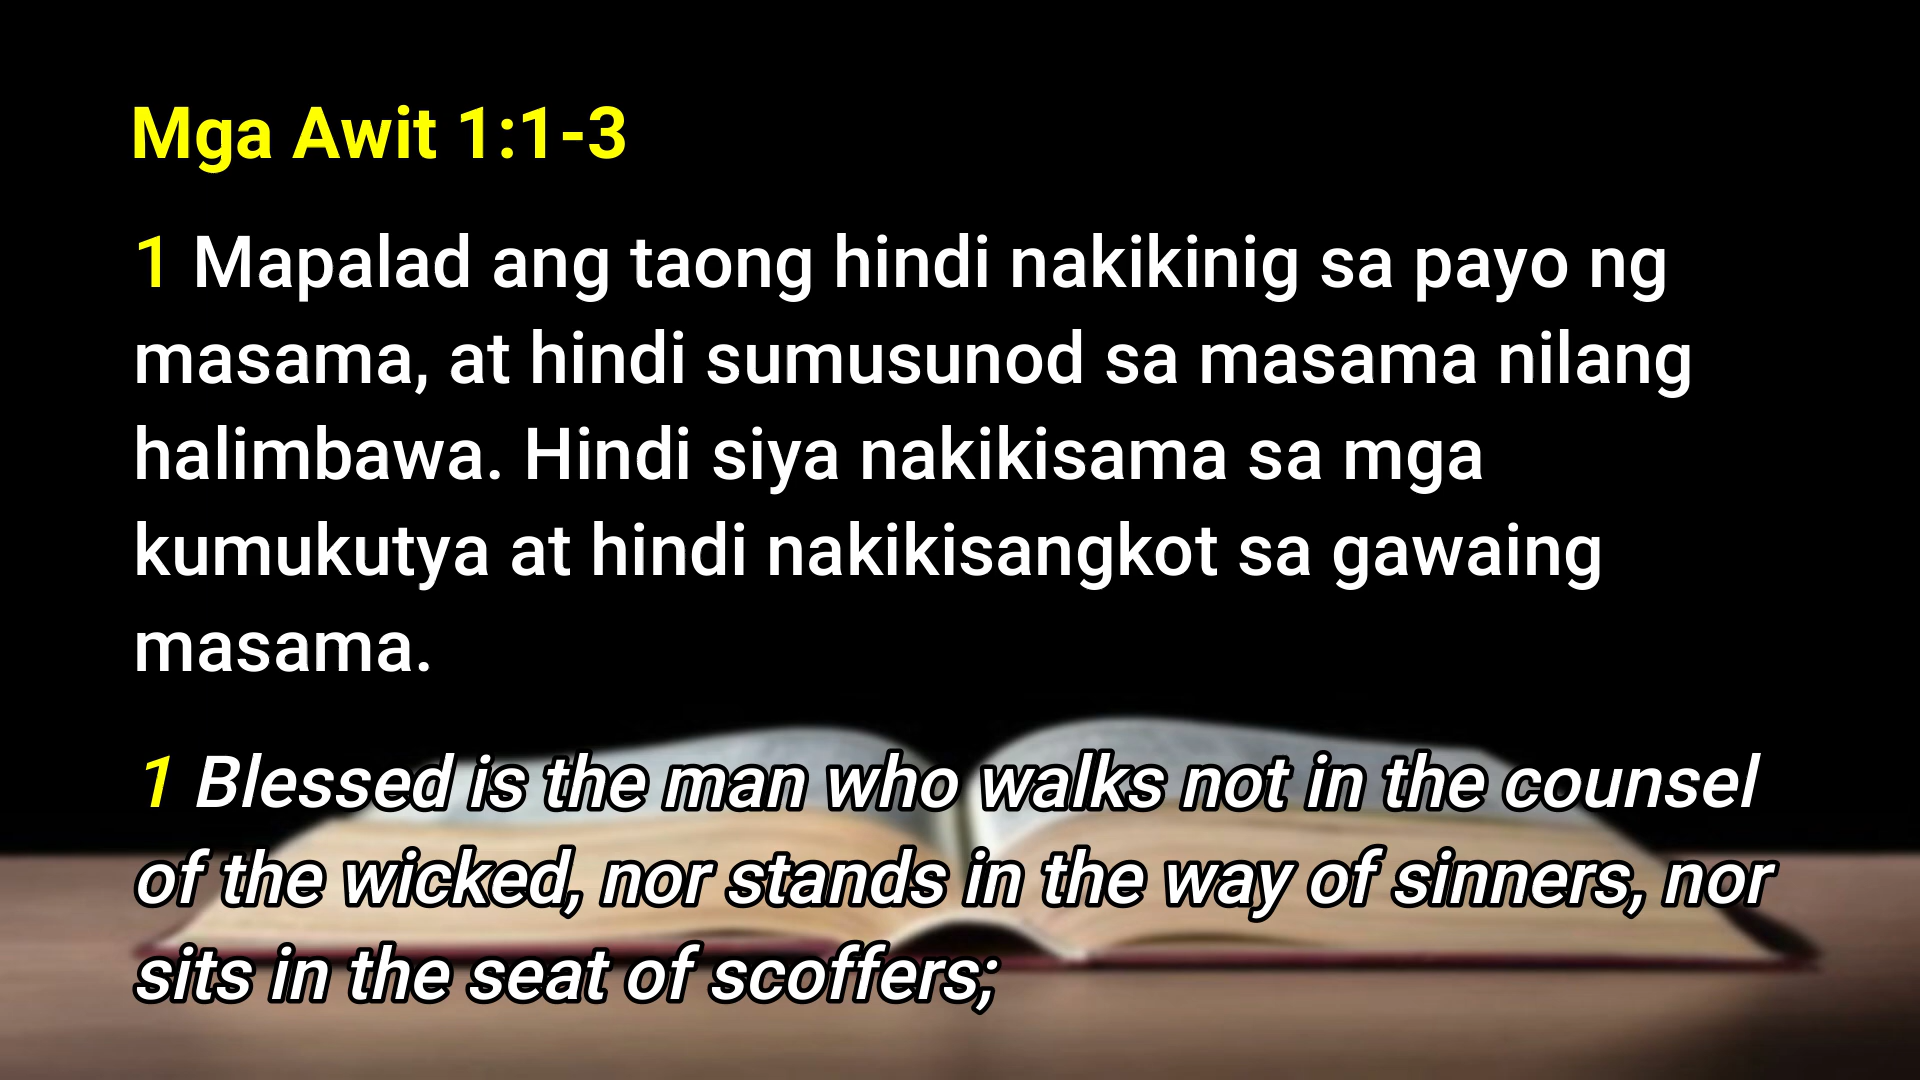 Mga Awit 1:1-3
1 Mapalad ang taong hindi nakikinig sa payo ng
masama, at hindi sumusunod sa masama nilang
halimbawa. Hindi siya nakikisama sa mga
kumukutya at hindi nakikisangkot sa gawaing
masama.
1 Blessed is the man who walks not in the counsel
of the wicked, nor stands in the way of sinners, nor
sits in the seat of scoffers;